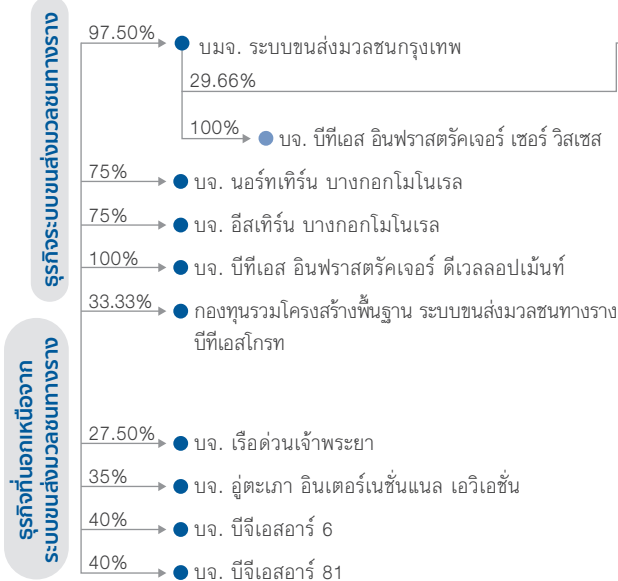 ธุรกิจระบบขนส่งมวลชนทางราง
97.50%
บมจ. ระบบขนส่งมวลชนกรุงเทพ
29.66%
100%
บจ. บีทีเอส อินฟราสตรัคเจอร์ เซอร์ วิสเซส
75%
บจ. นอร์ทเทิร์น บางกอกโมโนเรล
75%
บจ. อีสเทิร์น บางกอกโมโนเรล
100%
บจ. บีทีเอส อินฟราสตรัคเจอร์ ดีเวลลอปเม้นท์
33.33%
กองทุนรวมโครงสร้างพื้นฐาน ระบบขนส่งมวลชนทางราง
บีทีเอสโกรท
ธุรกิจที่นอกเหนือจาก
ระบบขนส่งมวลชนทางราง
27.50%
บจ. เรือด่วนเจ้าพระยา
35%
บจ. อู่ตะเภา อินเตอร์เนชั่นแนล เอวิเอชั่น
40%
บจ. บีจีเอสอาร์ 6
40%
บจ. บีจีเอสอาร์ 81